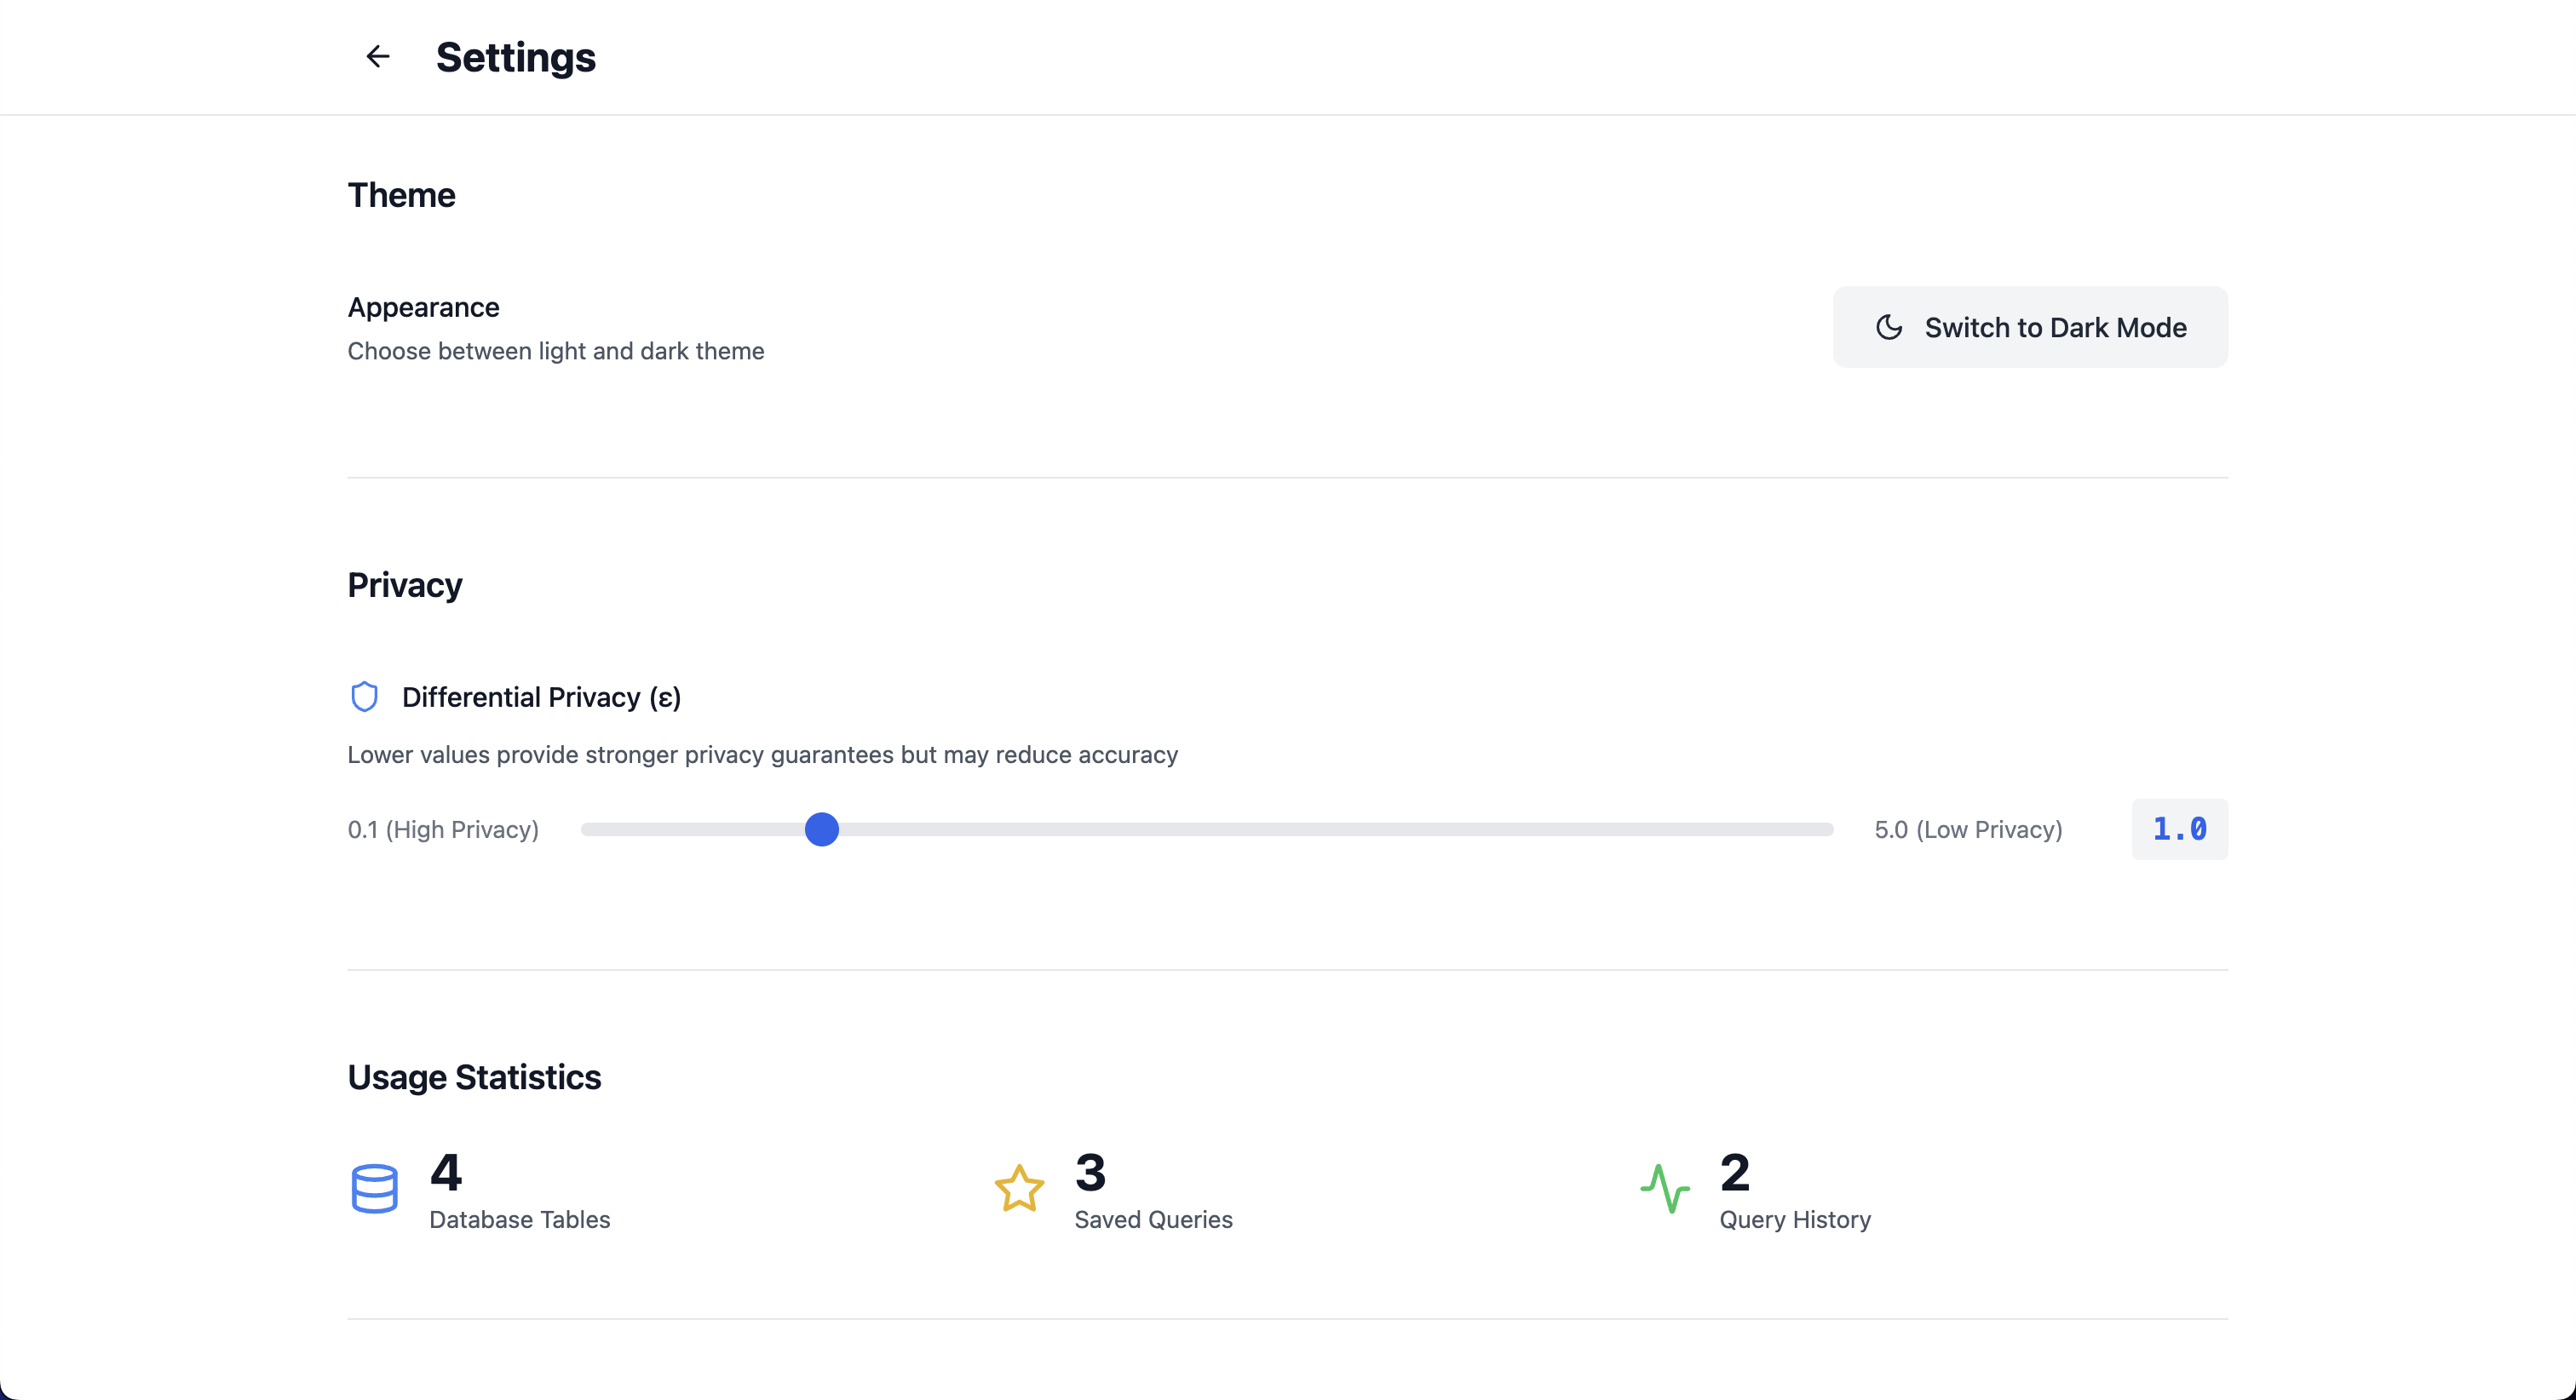 Settings
Theme
Appearance
Choose between light and dark theme
Switch to Dark Mode
Privacy
Differential Privacy (ε)
Lower values provide stronger privacy guarantees but may reduce accuracy
0.1 (High Privacy)
5.0 (Low Privacy)
1.0
Usage Statistics
4
Database Tables
3
Saved Queries
2
Query History